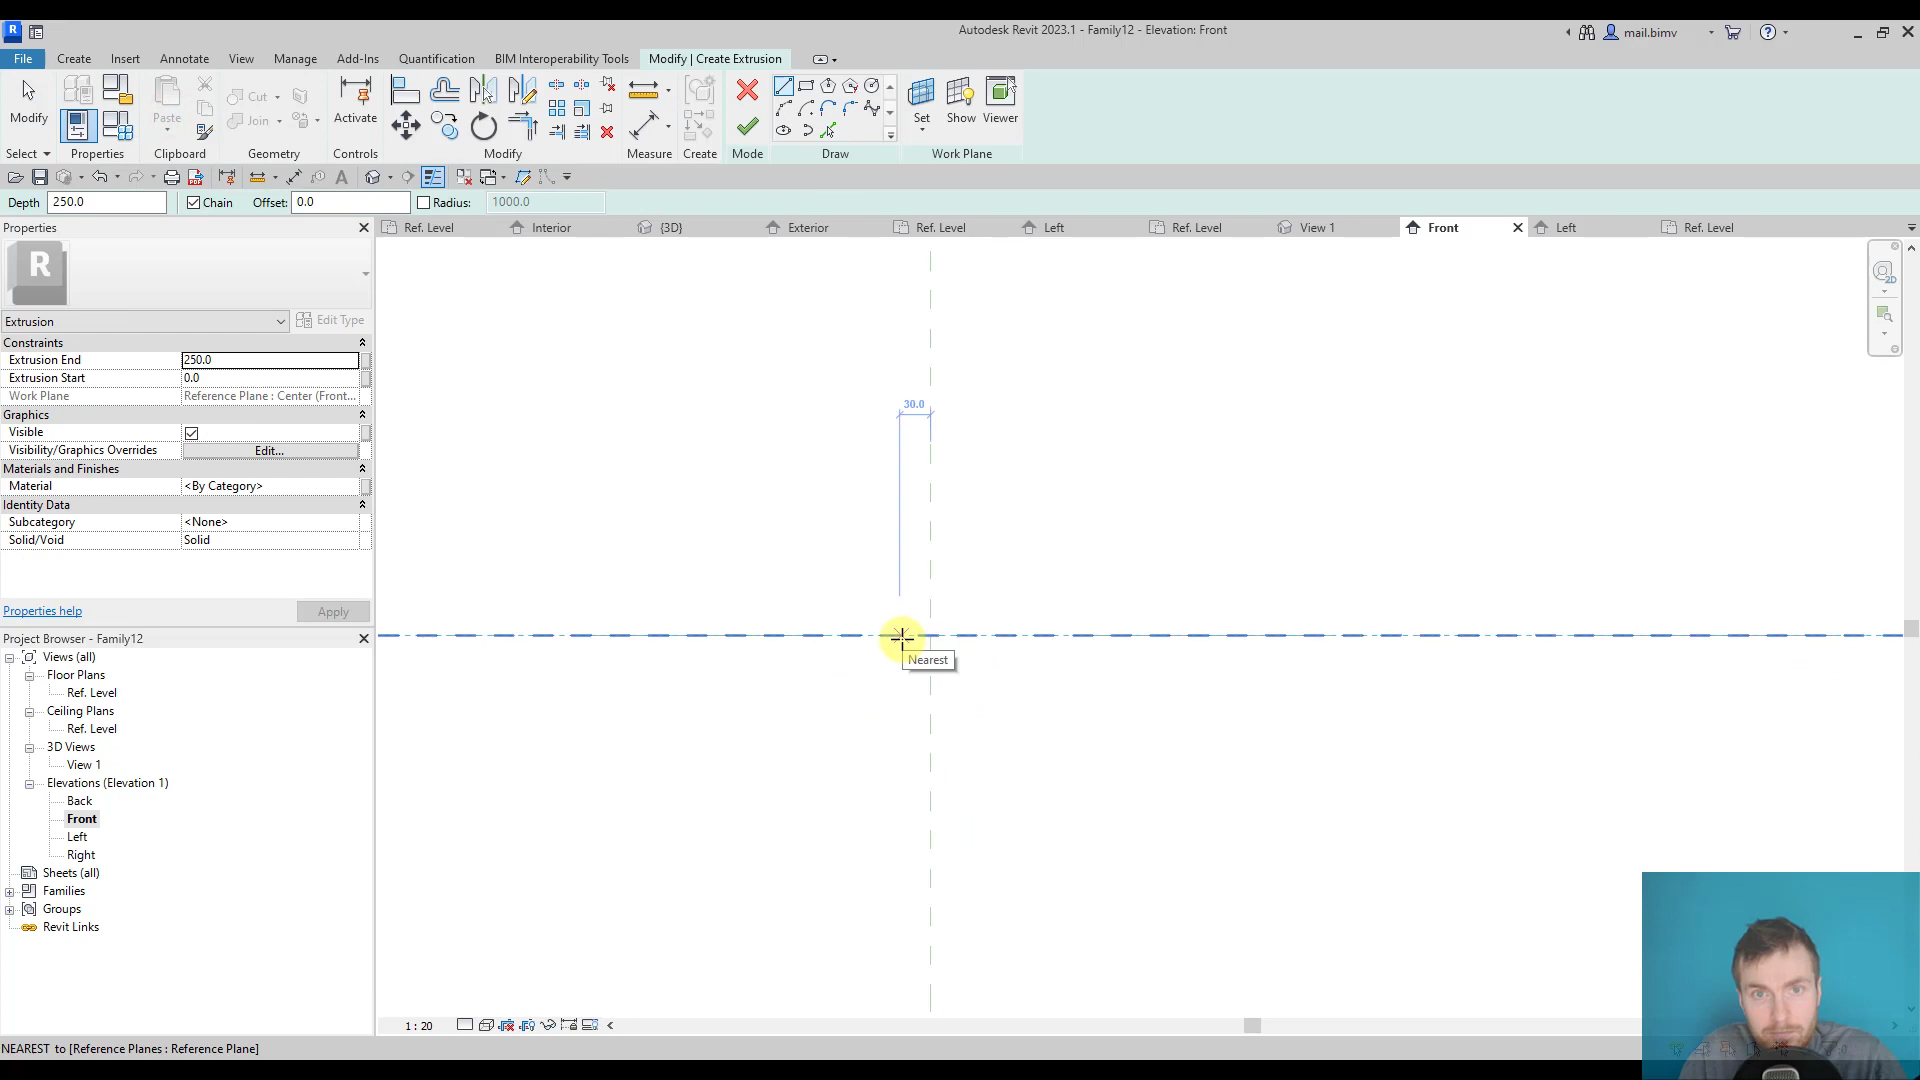 R
Autodesk Revit 2023.1 - Family12 - Elevation: Front
mail.bimv
File Create Insert Annotate View Manage Add-Ins Quantification BIM Interoperability Tools Modify | Create Extrusion
Modify Paste Cut Join Activate Set Show Viewer
Select Properties Clipboard Geometry Controls Modify Measure Create Mode Draw Work Plane
Depth 250.0 Chain Offset: 0.0 Radius: 1000.0
Properties
Ref. Level Interior {3D} Exterior Ref. Level Left Ref. Level View 1 Front Left Ref. Level
R
2D
Extrusion Edit Type
Constraints
Extrusion End 250.0
Extrusion Start 0.0
Work Plane Reference Plane : Center (Front...
Graphics
Visible
Visibility/Graphics Overrides Edit...
Materials and Finishes
Material <By Category>
Identity Data
Subcategory <None>
Solid/Void Solid
30.0
Properties help Apply
Project Browser - Family12
Nearest
Views (all)
Floor Plans
Ref. Level
Ceiling Plans
Ref. Level
3D Views
View 1
Elevations (Elevation 1)
Back
Front
Left
Right
Sheets (all)
Families
Groups
Revit Links
1 : 20
NEAREST to [Reference Planes : Reference Plane]